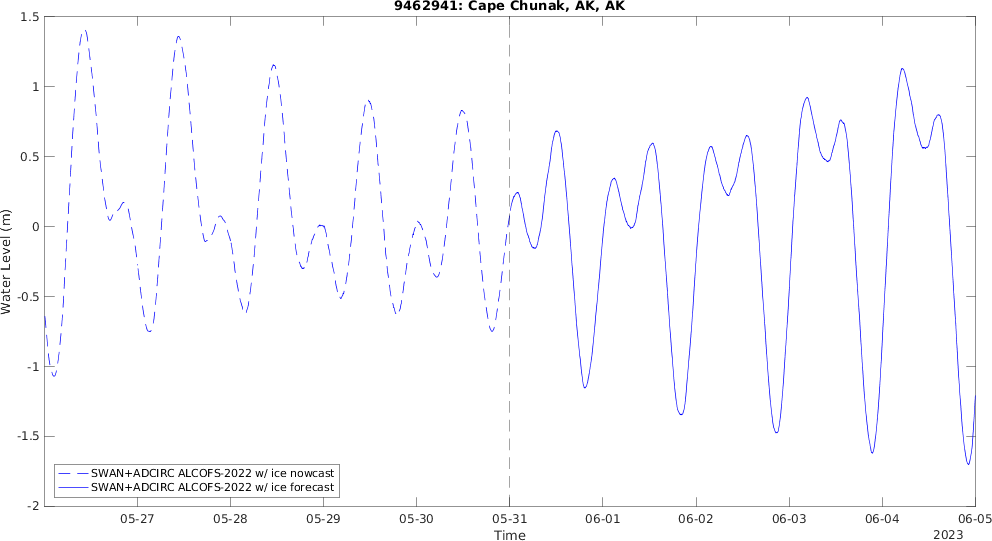 9462941: Cape Chunak, AK, AK
Water Level (m)
1.5
1
0.5
0
-0.5
-1
-1.5
-2
SWAN+ADCIRC ALCOFS-2022 w/ ice nowcast
SWAN+ADCIRC ALCOFS-2022 w/ ice forecast
05-27 05-28 05-29 05-30 05-31 06-01 06-02 06-03 06-04 06-05
Time
2023